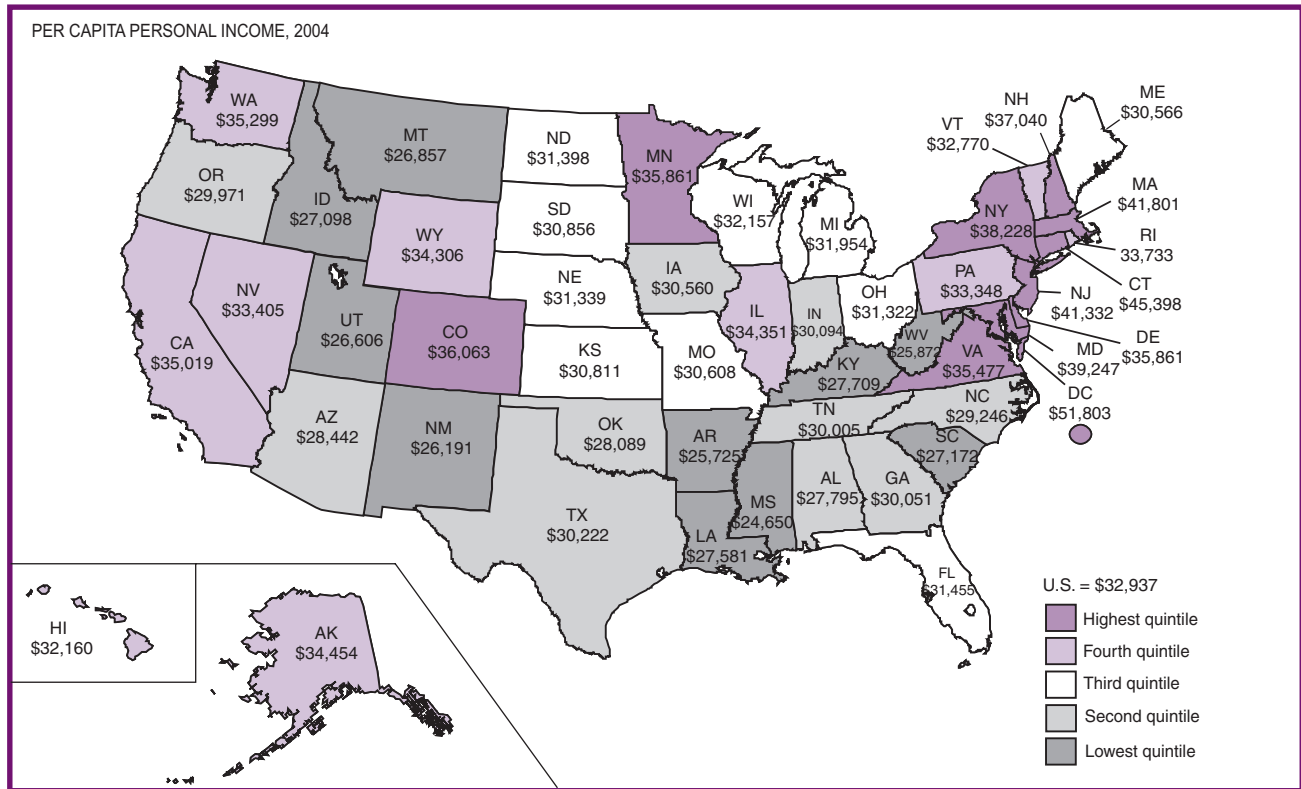 PER CAPITA PERSONAL INCOME, 2004
WA
$35,299
OR
$29,971
CA
$35,019
NV
$33,405
ID
$27,098
MT
$26,857
WY
$34,306
UT
$26,606
CO
$36,063
AZ
$28,442
NM
$26,191
ND
$31,398
SD
$30,856
NE
$31,339
KS
$30,811
OK
$28,089
TX
$30,222
MN
$35,861
IA
$30,560
MO
$30,608
AR
$25,725
LA
$27,581
WI
$32,157
IL
$34,351
MI
$31,954
IN
$30,094
OH
$31,322
KY
$27,709
TN
$30,005
MS
$24,650
AL
$27,795
GA
$30,051
FL
$31,455
SC
$27,172
NC
$29,246
VA
$35,477
WV
$25,872
PA
$33,348
NY
$38,228
VT
$32,770
NH
$37,040
ME
$30,566
MA
$41,801
RI
33,733
CT
$45,398
NJ
$41,332
DE
$35,861
MD
$39,247
DC
$51,803
HI
$32,160
AK
$34,454
U.S. = $32,937
Highest quintile
Fourth quintile
Third quintile
Second quintile
Lowest quintile